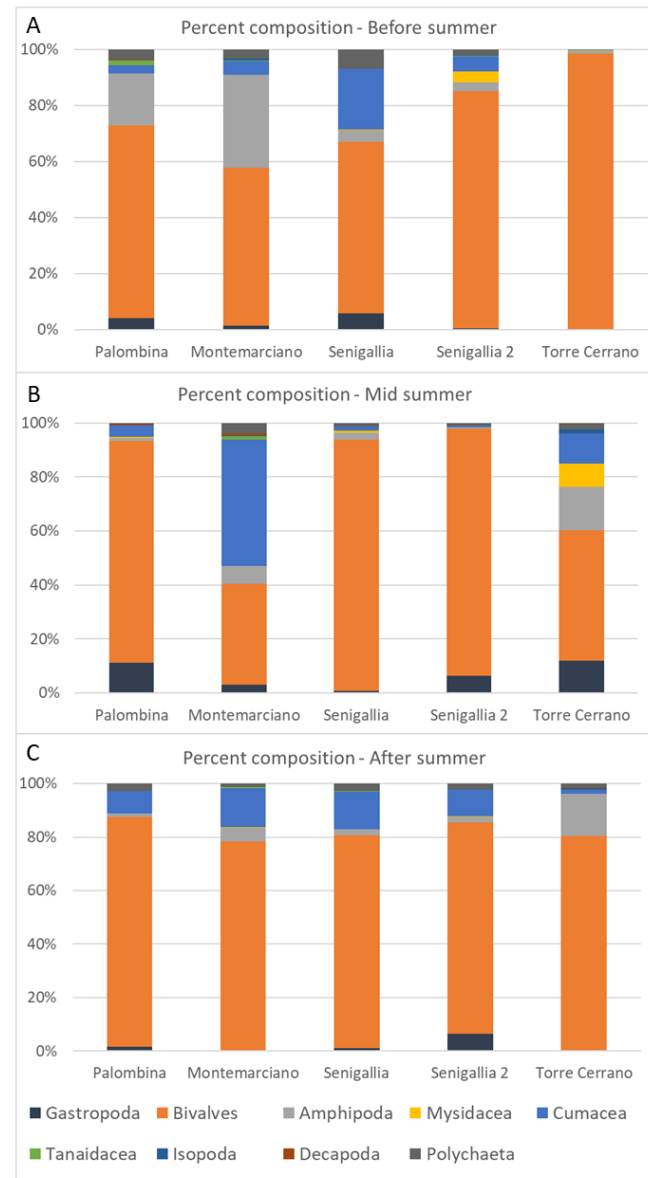 A
Percent composition - Before summer
100%
80%
60%
40%
20%
0%
Palombina Montemarciano Senigallia Senigallia 2 Torre Cerrano
B
Percent composition - Mid summer
100%
80%
60%
40%
20%
0%
Palombina Montemarciano Senigallia Senigallia 2 Torre Cerrano
C
Percent composition - After summer
100%
80%
60%
40%
20%
0%
Palombina Montemarciano Senigallia Senigallia 2 Torre Cerrano
Gastropoda Bivalves Amphipoda Mysidacea Cumacea
Tanaidacea Isopoda Decapoda Polychaeta